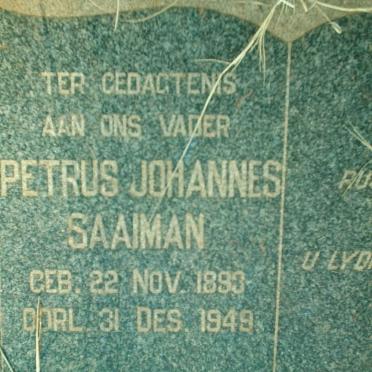 TER GEDAGTENIS
AAN ONS VADER
PETRUS JOHANNES
SAAIMAN
GEB. 22 NOV. 1893
OORL. 31 DES. 1949
U LYD